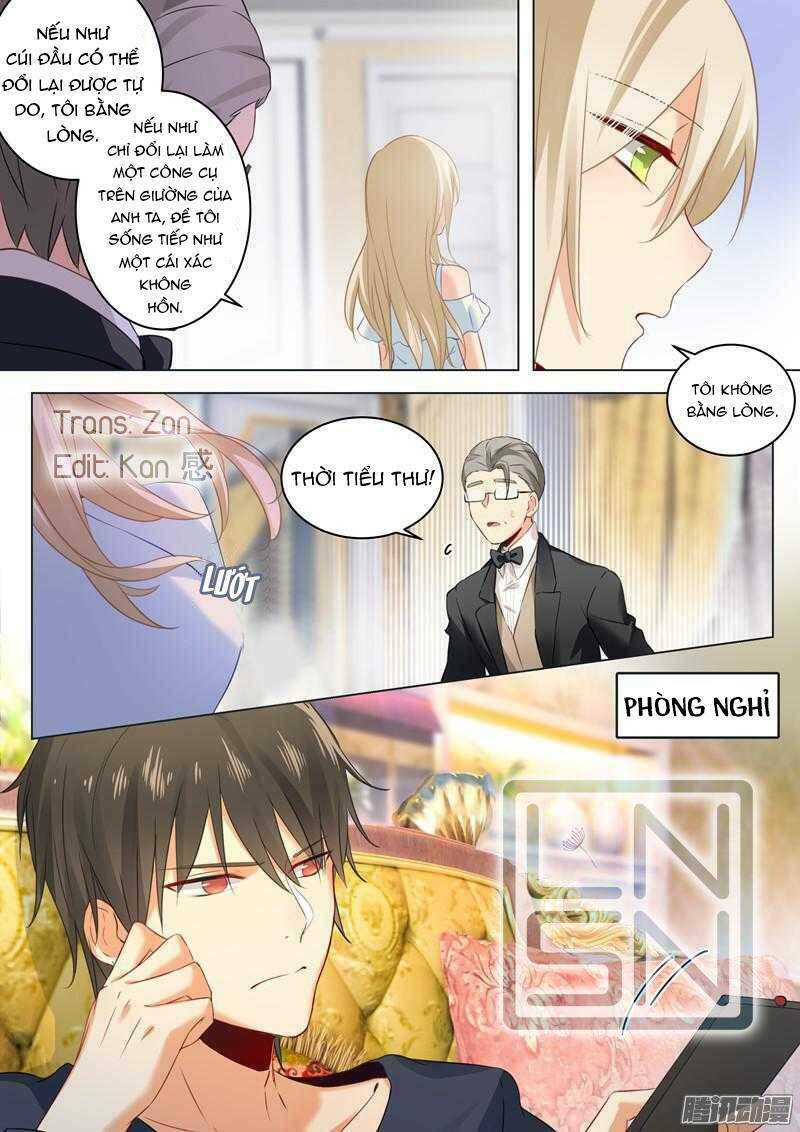 NẾU NHƯ
CÚI ĐẦU CÓ THỂ
ĐỔI LẠI ĐƯỢC TỰ
DO, TÔI BẰNG
LÒNG.
NẾU NHƯ
CHỈ ĐỔI LẠI LÀM
MỘT CÔNG CỤ
TRÊN GIƯỜNG CỦA
ANH TA, ĐỂ TÔI
SỐNG TIẾP NHƯ
MỘT CÁI XÁC
KHÔNG
HỒN.
TÔI KHÔNG
BẰNG LÒNG.
Trans: Zan
Edit: Kan 感
THỜI TIỂU THƯ!
LƯỚT
PHÒNG NGHỈ
LN
SN
腾讯动漫